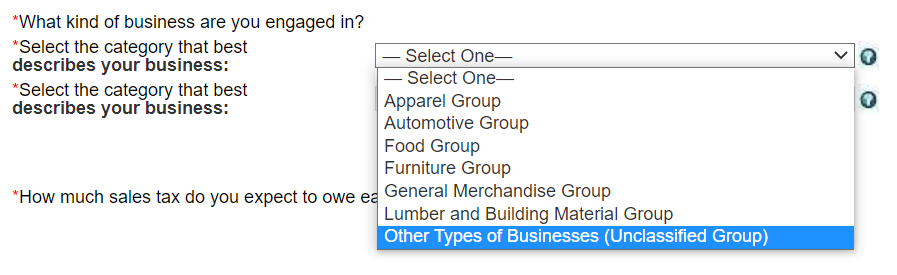 *What kind of business are you engaged in?
*Select the category that best
describes your business:
— Select One—
— Select One—
*Select the category that best
describes your business:
Apparel Group
Automotive Group
Food Group
Furniture Group
General Merchandise Group
*How much sales tax do you expect to owe ea
Lumber and Building Material Group
Other Types of Businesses (Unclassified Group)